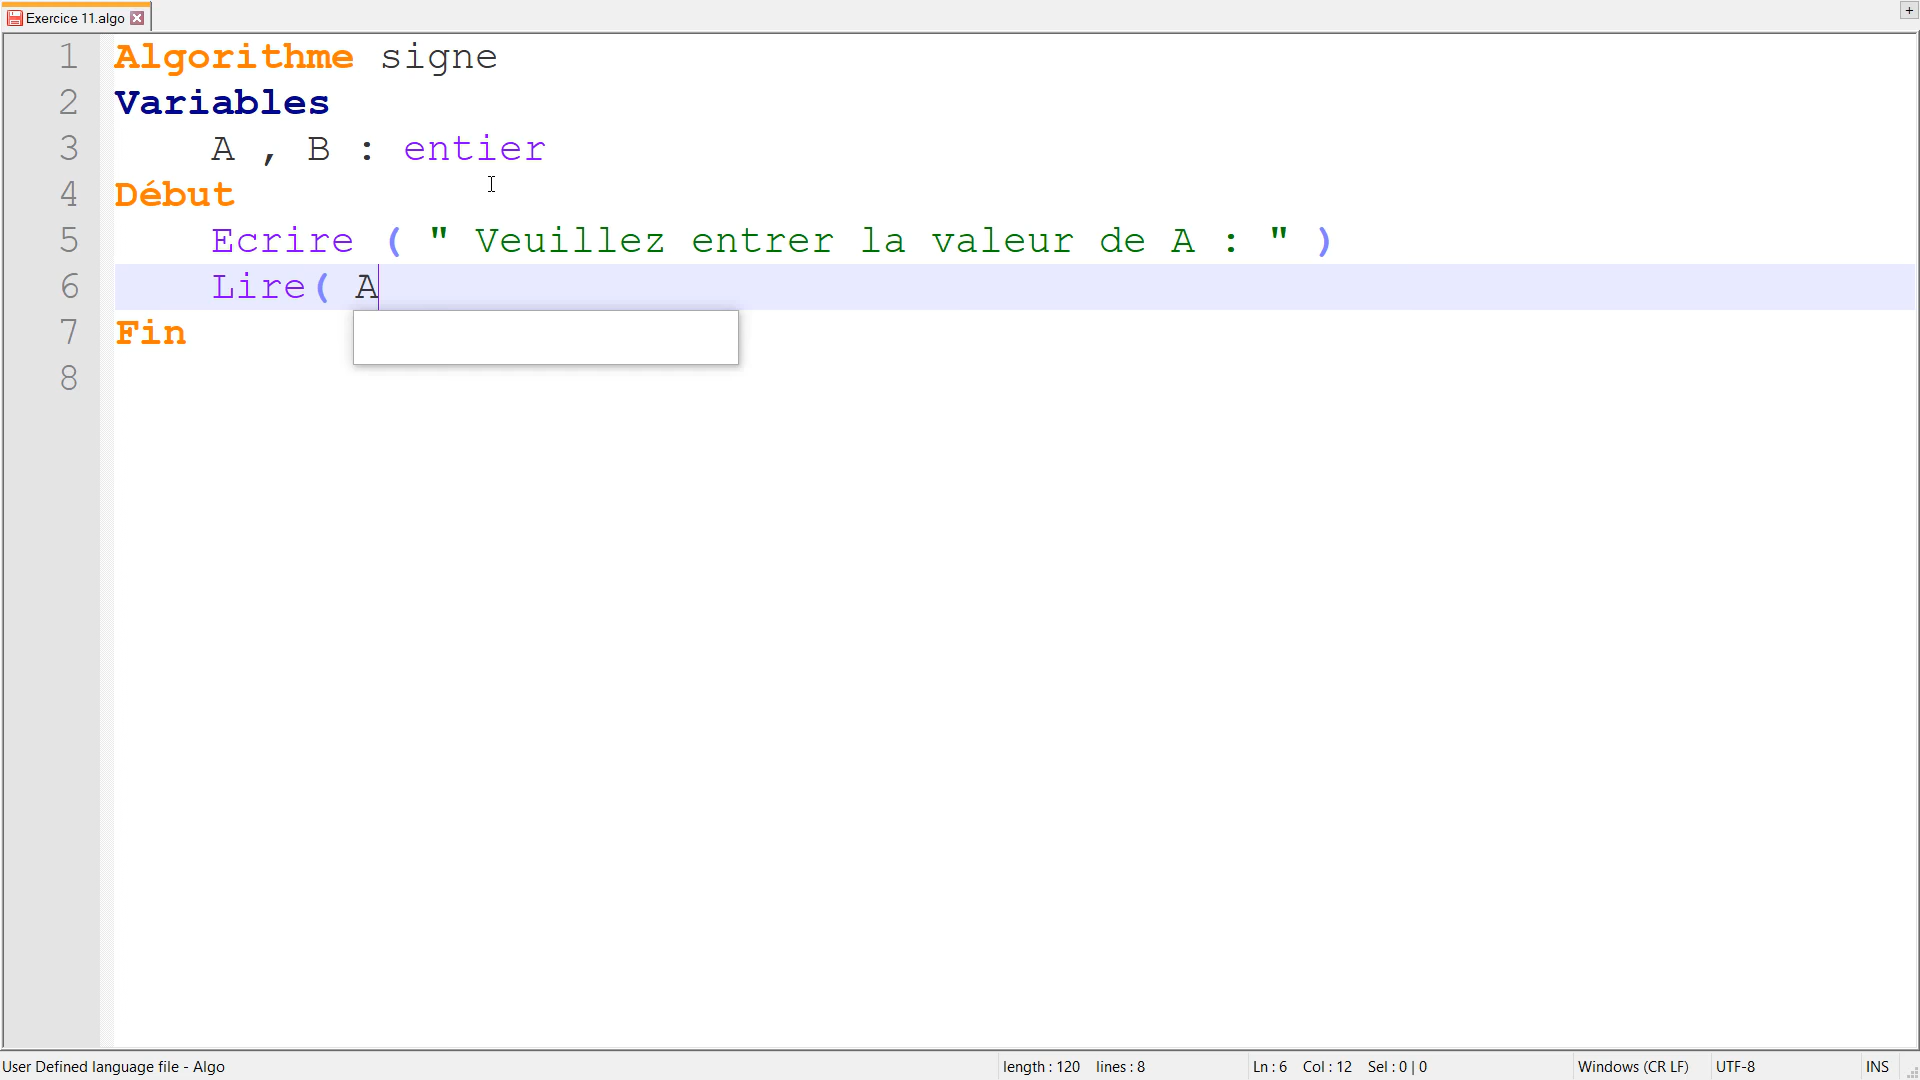 Exercice 11.algo
+
1 Algorithme signe
2 Variables
3 A , B : entier
4 Début
5 Ecrire ( " Veuillez entrer la valeur de A : " )
6 Lire( A
7 Fin
8
User Defined language file - Algo length : 120 lines : 8 Ln : 6 Col : 12 Sel : 0 | 0 Windows (CR LF) UTF-8 INS